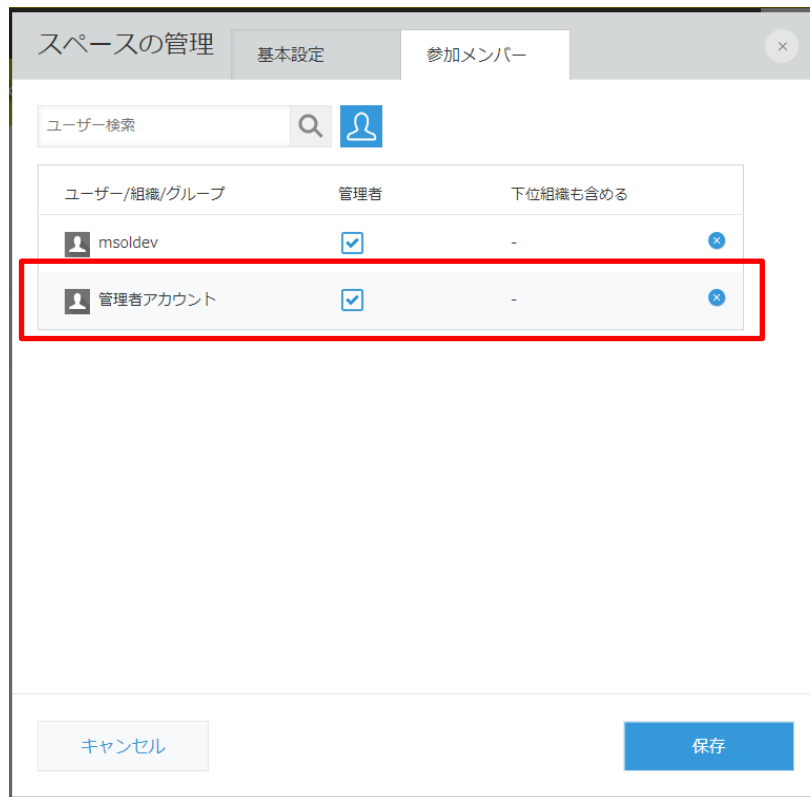 スペースの管理 基本設定 参加メンバー
ユーザー検索
ユーザー/組織/グループ 管理者 下位組織も含める
msoldev -
管理者アカウント -
キャンセル 保存